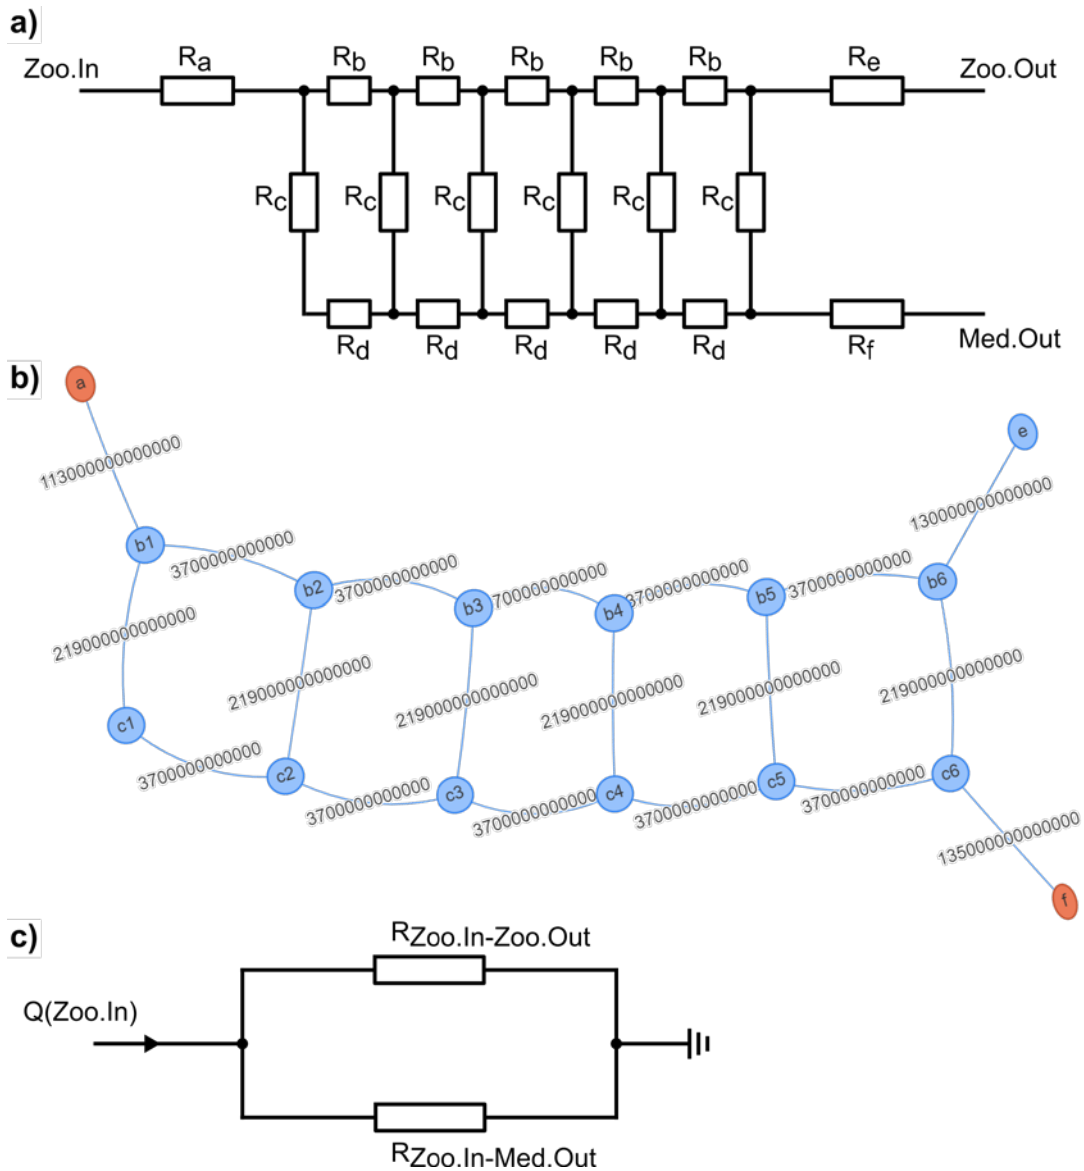 a)
Zoo.In
Ra
Rb
Rb
Rb
Rb
Rb
Re
Zoo.Out
Rc
Rc
Rc
Rc
Rc
Rc
Rd
Rd
Rd
Rd
Rd
Rf
Med.Out
b)
a
e
113000000000000
130000000000000
b1
3700000000000
b2
3700000000000
b3
700000000000
b4
3700000000000
b5
3700000000000
b6
219000000000000
219000000000000
219000000000000
219000000000000
219000000000000
219000000000000
c1
3700000000000
c2
3700000000000
c3
3700000000000
c4
3700000000000
c5
3700000000000
c6
135000000000000
f
c)
RZoo.In-Zoo.Out
Q(Zoo.In)
RZoo.In-Med.Out